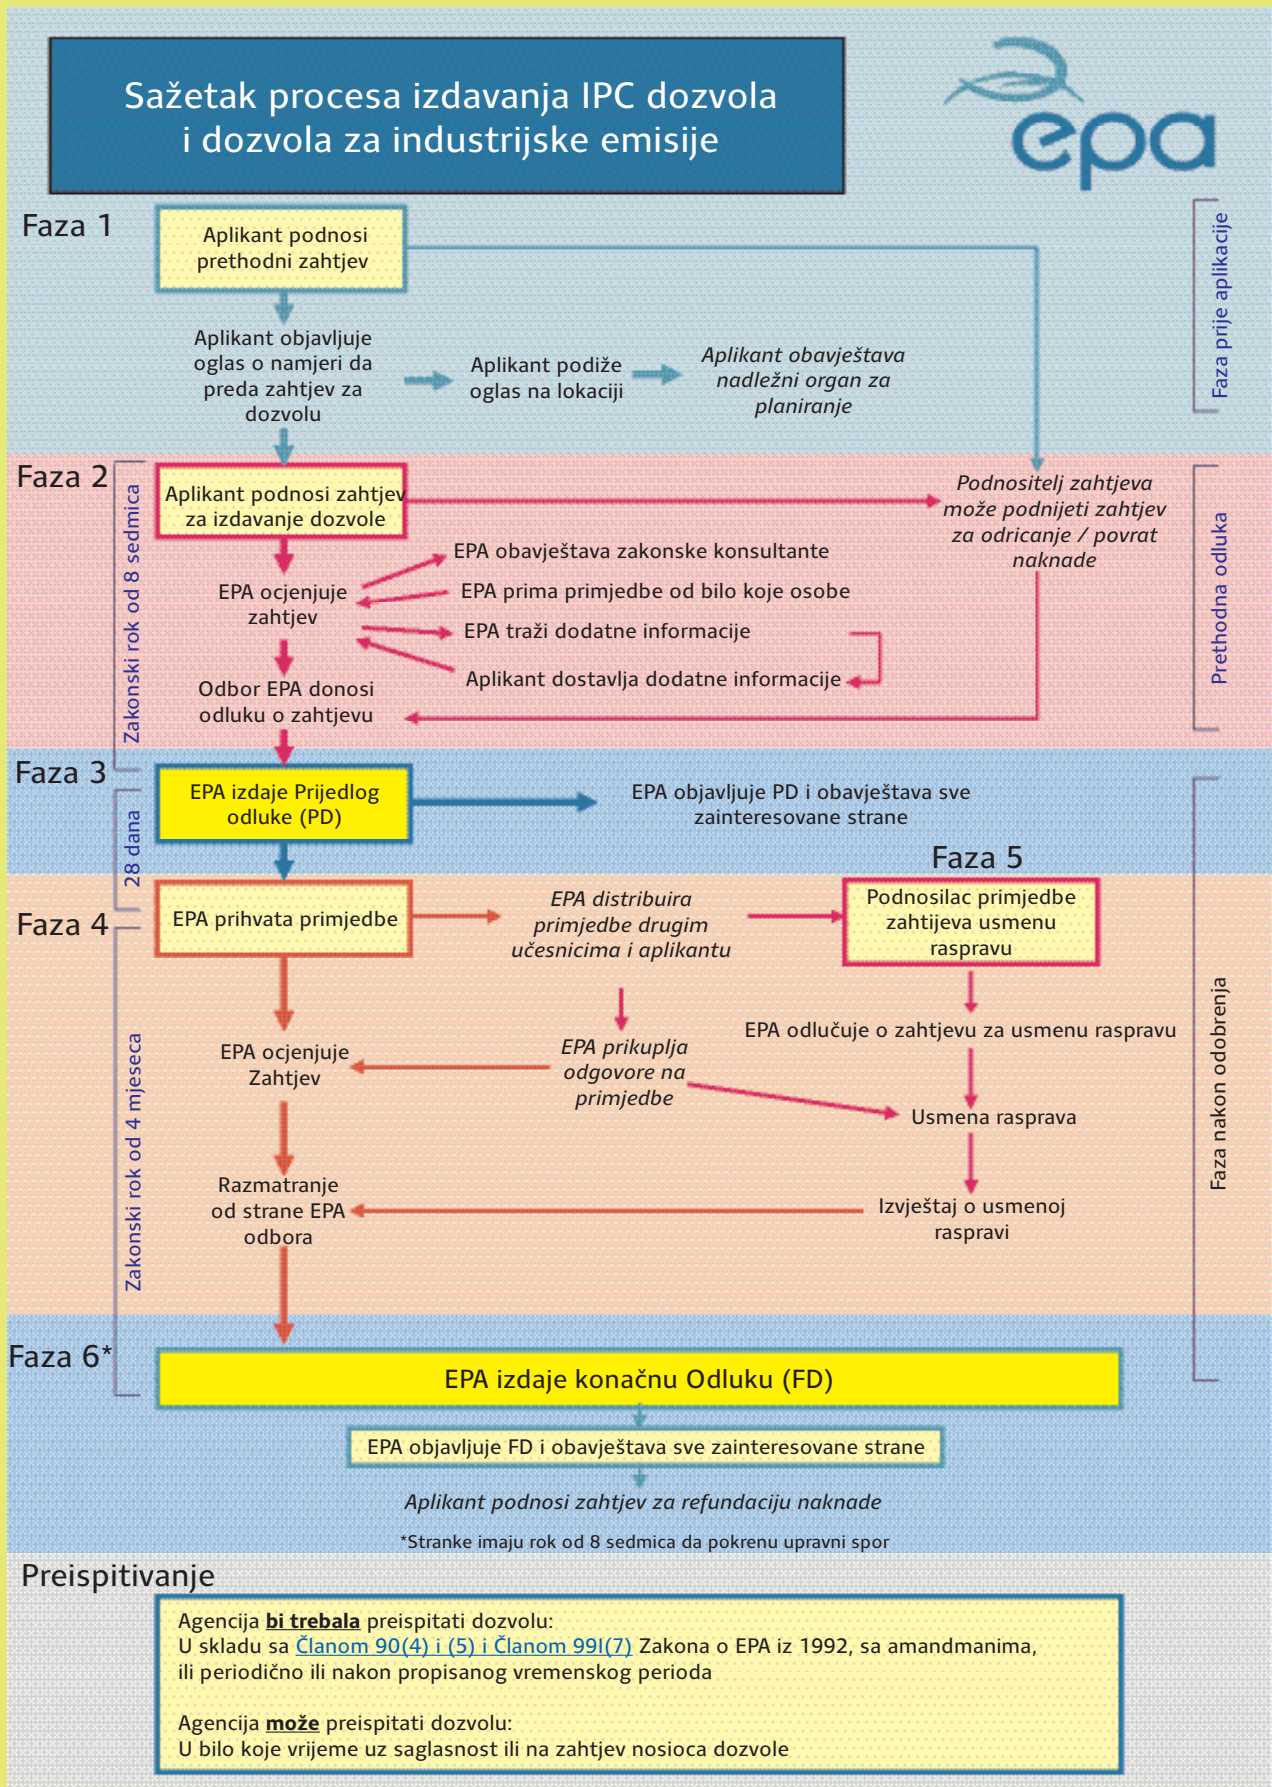 Sažetak procesa izdavanja IPC dozvola
i dozvola za industrijske emisije
epa
Faza 1
Aplikant podnosi
prethodni zahtjev
Faza prije aplikacije
Aplikant objavljuje
oglas o namjeri da
preda zahtjev za
dozvolu
Aplikant podiže
oglas na lokaciji
Aplikant obavještava
nadležni organ za
planiranje
Faza 2
Zakonski rok od 8 sedmica
Aplikant podnosi zahtjev
za izdavanje dozvole
Podnositelj zahtjeva
može podnijeti zahtjev
za odricanje / povrat
naknade
Prethodna odluka
EPA ocjenjuje
zahtjev
EPA obavještava zakonske konsultante
EPA prima primjedbe od bilo koje osobe
EPA traži dodatne informacije
Aplikant dostavlja dodatne informacije
Odbor EPA donosi
odluku o zahtjevu
Faza 3
28 dana
EPA izdaje Prijedlog
odluke (PD)
EPA objavljuje PD i obavještava sve
zainteresovane strane
Faza nakon odobrenja
Faza 4
Zakonski rok od 4 mjeseca
EPA prihvata primjedbe
EPA distribuira
primjedbe drugim
učesnicima i aplikantu
Faza 5
Podnosilac primjedbe
zahtijeva usmenu
raspravu
EPA odlučuje o zahtjevu za usmenu raspravu
EPA ocjenjuje
Zahtjev
EPA prikuplja
odgovore na
primjedbe
Usmena rasprava
Razmatranje
od strane EPA
odbora
Izvještaj o usmenoj
raspravi
Faza 6*
EPA izdaje konačnu Odluku (FD)
EPA objavljuje FD i obavještava sve zainteresovane strane
Aplikant podnosi zahtjev za refundaciju naknade
*Stranke imaju rok od 8 sedmica da pokrenu upravni spor
Preispitivanje
Agencija bi trebala preispitati dozvolu:
U skladu sa Članom 90(4) i (5) i Članom 99I(7) Zakona o EPA iz 1992, sa amandmanima,
ili periodično ili nakon propisanog vremenskog perioda
Agencija može preispitati dozvolu:
U bilo koje vrijeme uz saglasnost ili na zahtjev nosioca dozvole